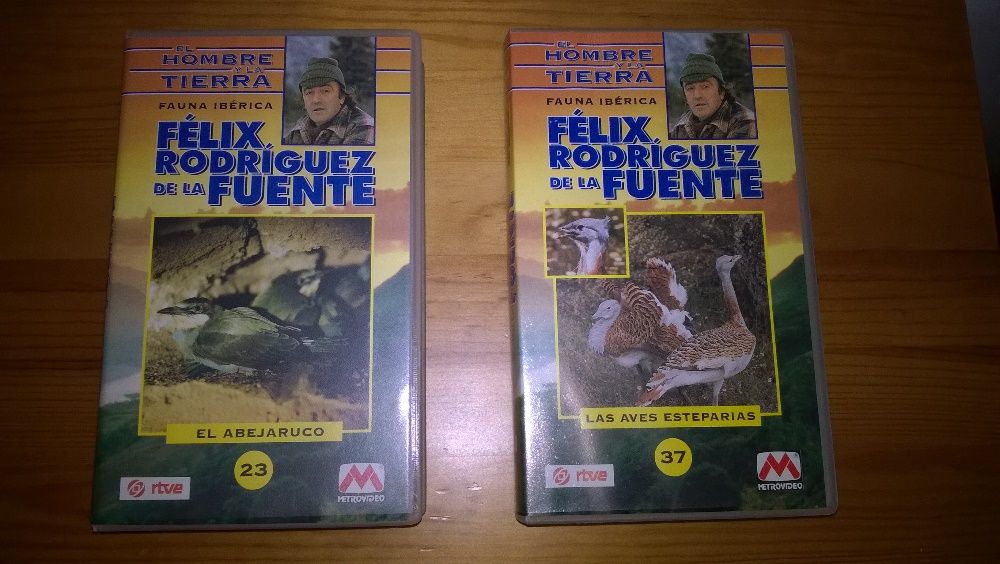 EL
HOMBRE
Y LA
TIERRA
FAUNA IBÉRICA
FÉLIX
RODRÍGUEZ
DE LA FUENTE
EL ABEJARUCO
23
rtve
METROVIDEO
EL
HOMBRE
Y LA
TIERRA
FAUNA IBÉRICA
FÉLIX
RODRÍGUEZ
DE LA FUENTE
LAS AVES ESTEPARIAS
37
rtve
METROVIDEO